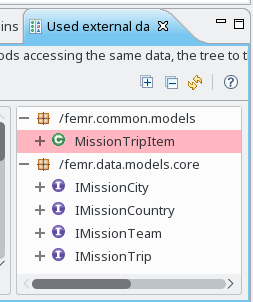 ins Used external da
ods accessing the same data, the tree to t
/femr.common.models
MissionTripItem
/femr.data.models.core
IMissionCity
IMissionCountry
IMissionTeam
IMissionTrip